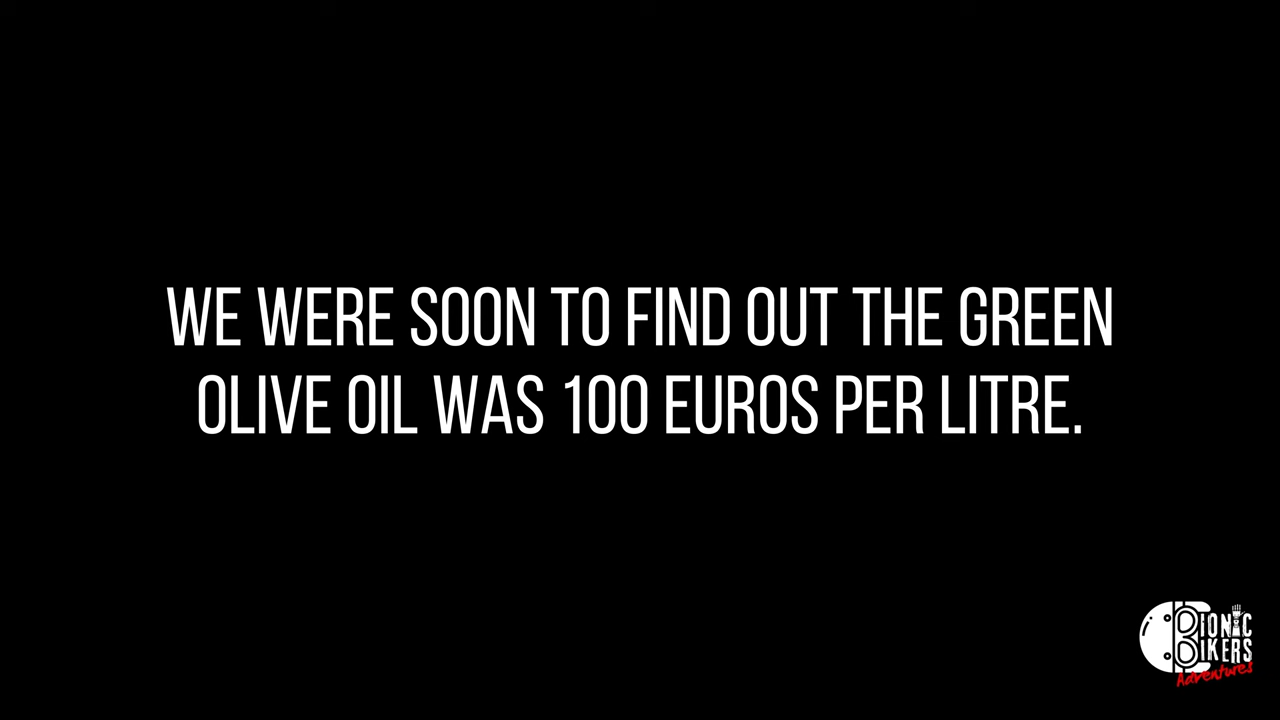 WE WERE SOON TO FIND OUT THE GREEN
OLIVE OIL WAS 100 EUROS PER LITRE.
BIONIC
BIKERS
Adventures